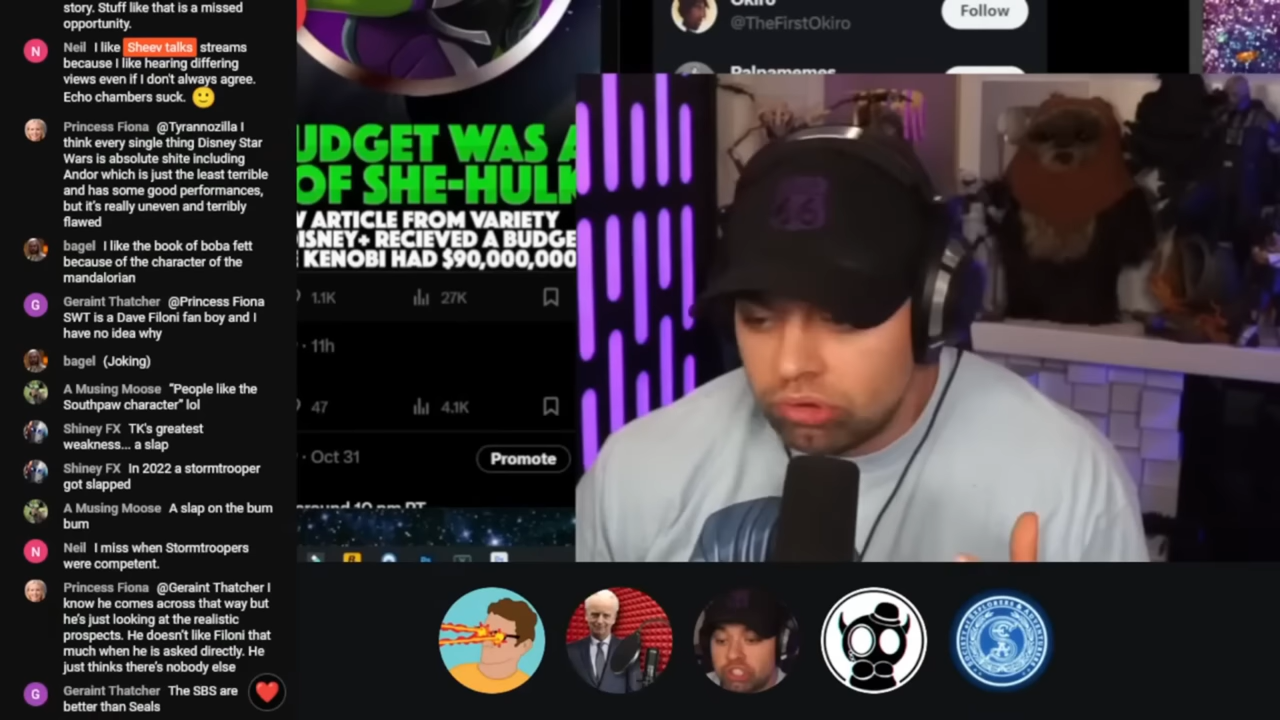 story. Stuff like that is a missed
opportunity.
Neil I like Sheev talks streams
because I like hearing differing
views even if I don't always agree.
Echo chambers suck.
Princess Fiona @Tyrannozilla I
think every single thing Disney Star
Wars is absolute shite including
Andor which is just the least terrible
and has some good performances,
but it's really uneven and terribly
flawed
bagel I like the book of boba fett
because of the character of the
mandalorian
Geraint Thatcher @Princess Fiona
SWT is a Dave Filoni fan boy and I
have no idea why
bagel (Joking)
A Musing Moose "People like the
Southpaw character" lol
Shiney FX TK's greatest
weakness... a slap
Shiney FX In 2022 a stormtrooper
got slapped
A Musing Moose A slap on the bum
bum
Neil I miss when Stormtroopers
were competent.
Princess Fiona @Geraint Thatcher I
know he comes across that way but
he's just looking at the realistic
prospects. He doesn't like Filoni that
much when he is asked directly. He
just thinks there's nobody else
Geraint Thatcher The SBS are
better than Seals
UDGET WAS A
OF SHE-HULK
ARTICLE FROM VARIETY
ISNEY+ RECIEVED A BUDGE
KENOBI HAD $90,000,000
1.1K 27K
· 11h
47 4.1K
· Oct 31 Promote
around 10 pm PT
Okiro
@TheFirstOkiro
Follow
Palpamemes
46